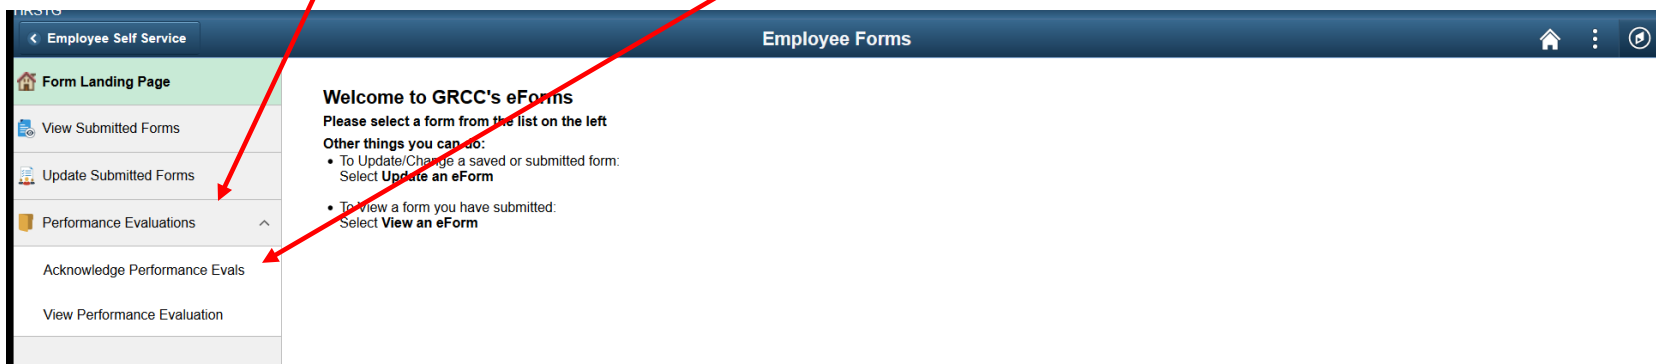 HRSTG
Employee Self Service
Employee Forms
Form Landing Page
View Submitted Forms
Update Submitted Forms
Performance Evaluations
Acknowledge Performance Evals
View Performance Evaluation
Welcome to GRCC's eForms
Please select a form from the list on the left
Other things you can do:
• To Update/Change a saved or submitted form:
Select Update an eForm
• To View a form you have submitted:
Select View an eForm